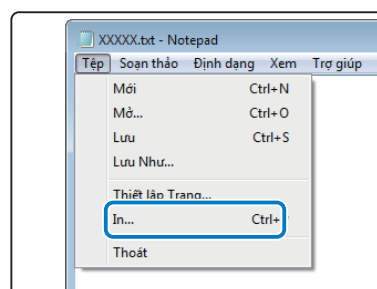 XXXXX.txt - Notepad
Tệp Soạn thảo Định dạng Xem Trợ giúp
Mới Ctrl+N
Mở... Ctrl+O
Lưu Ctrl+S
Lưu Như...
Thiết lập Trang...
In... Ctrl+
Thoát